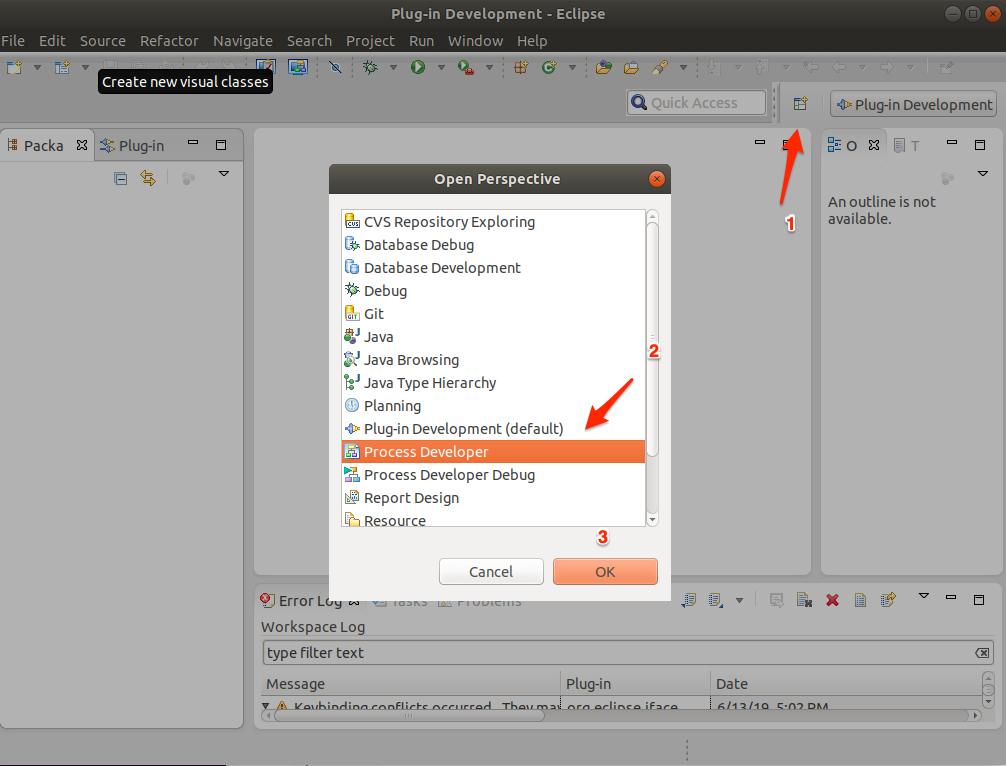 Plug-in Development - Eclipse
File Edit Source Refactor Navigate Search Project Run Window Help
Create new visual classes
Quick Access
Plug-in Development
Packa
Plug-in
O
T
An outline is not
available.
1
Open Perspective
CVS Repository Exploring
Database Debug
Database Development
Debug
Git
Java
Java Browsing
Java Type Hierarchy
Planning
Plug-in Development (default)
Process Developer
Process Developer Debug
Report Design
Resource
2
3
Cancel
OK
Error Log
Tasks
Problems
Workspace Log
type filter text
Message
Plug-in
Date
Keybinding conflicts occurred. They may
org.eclipse.jface
6/13/19, 5:02 PM